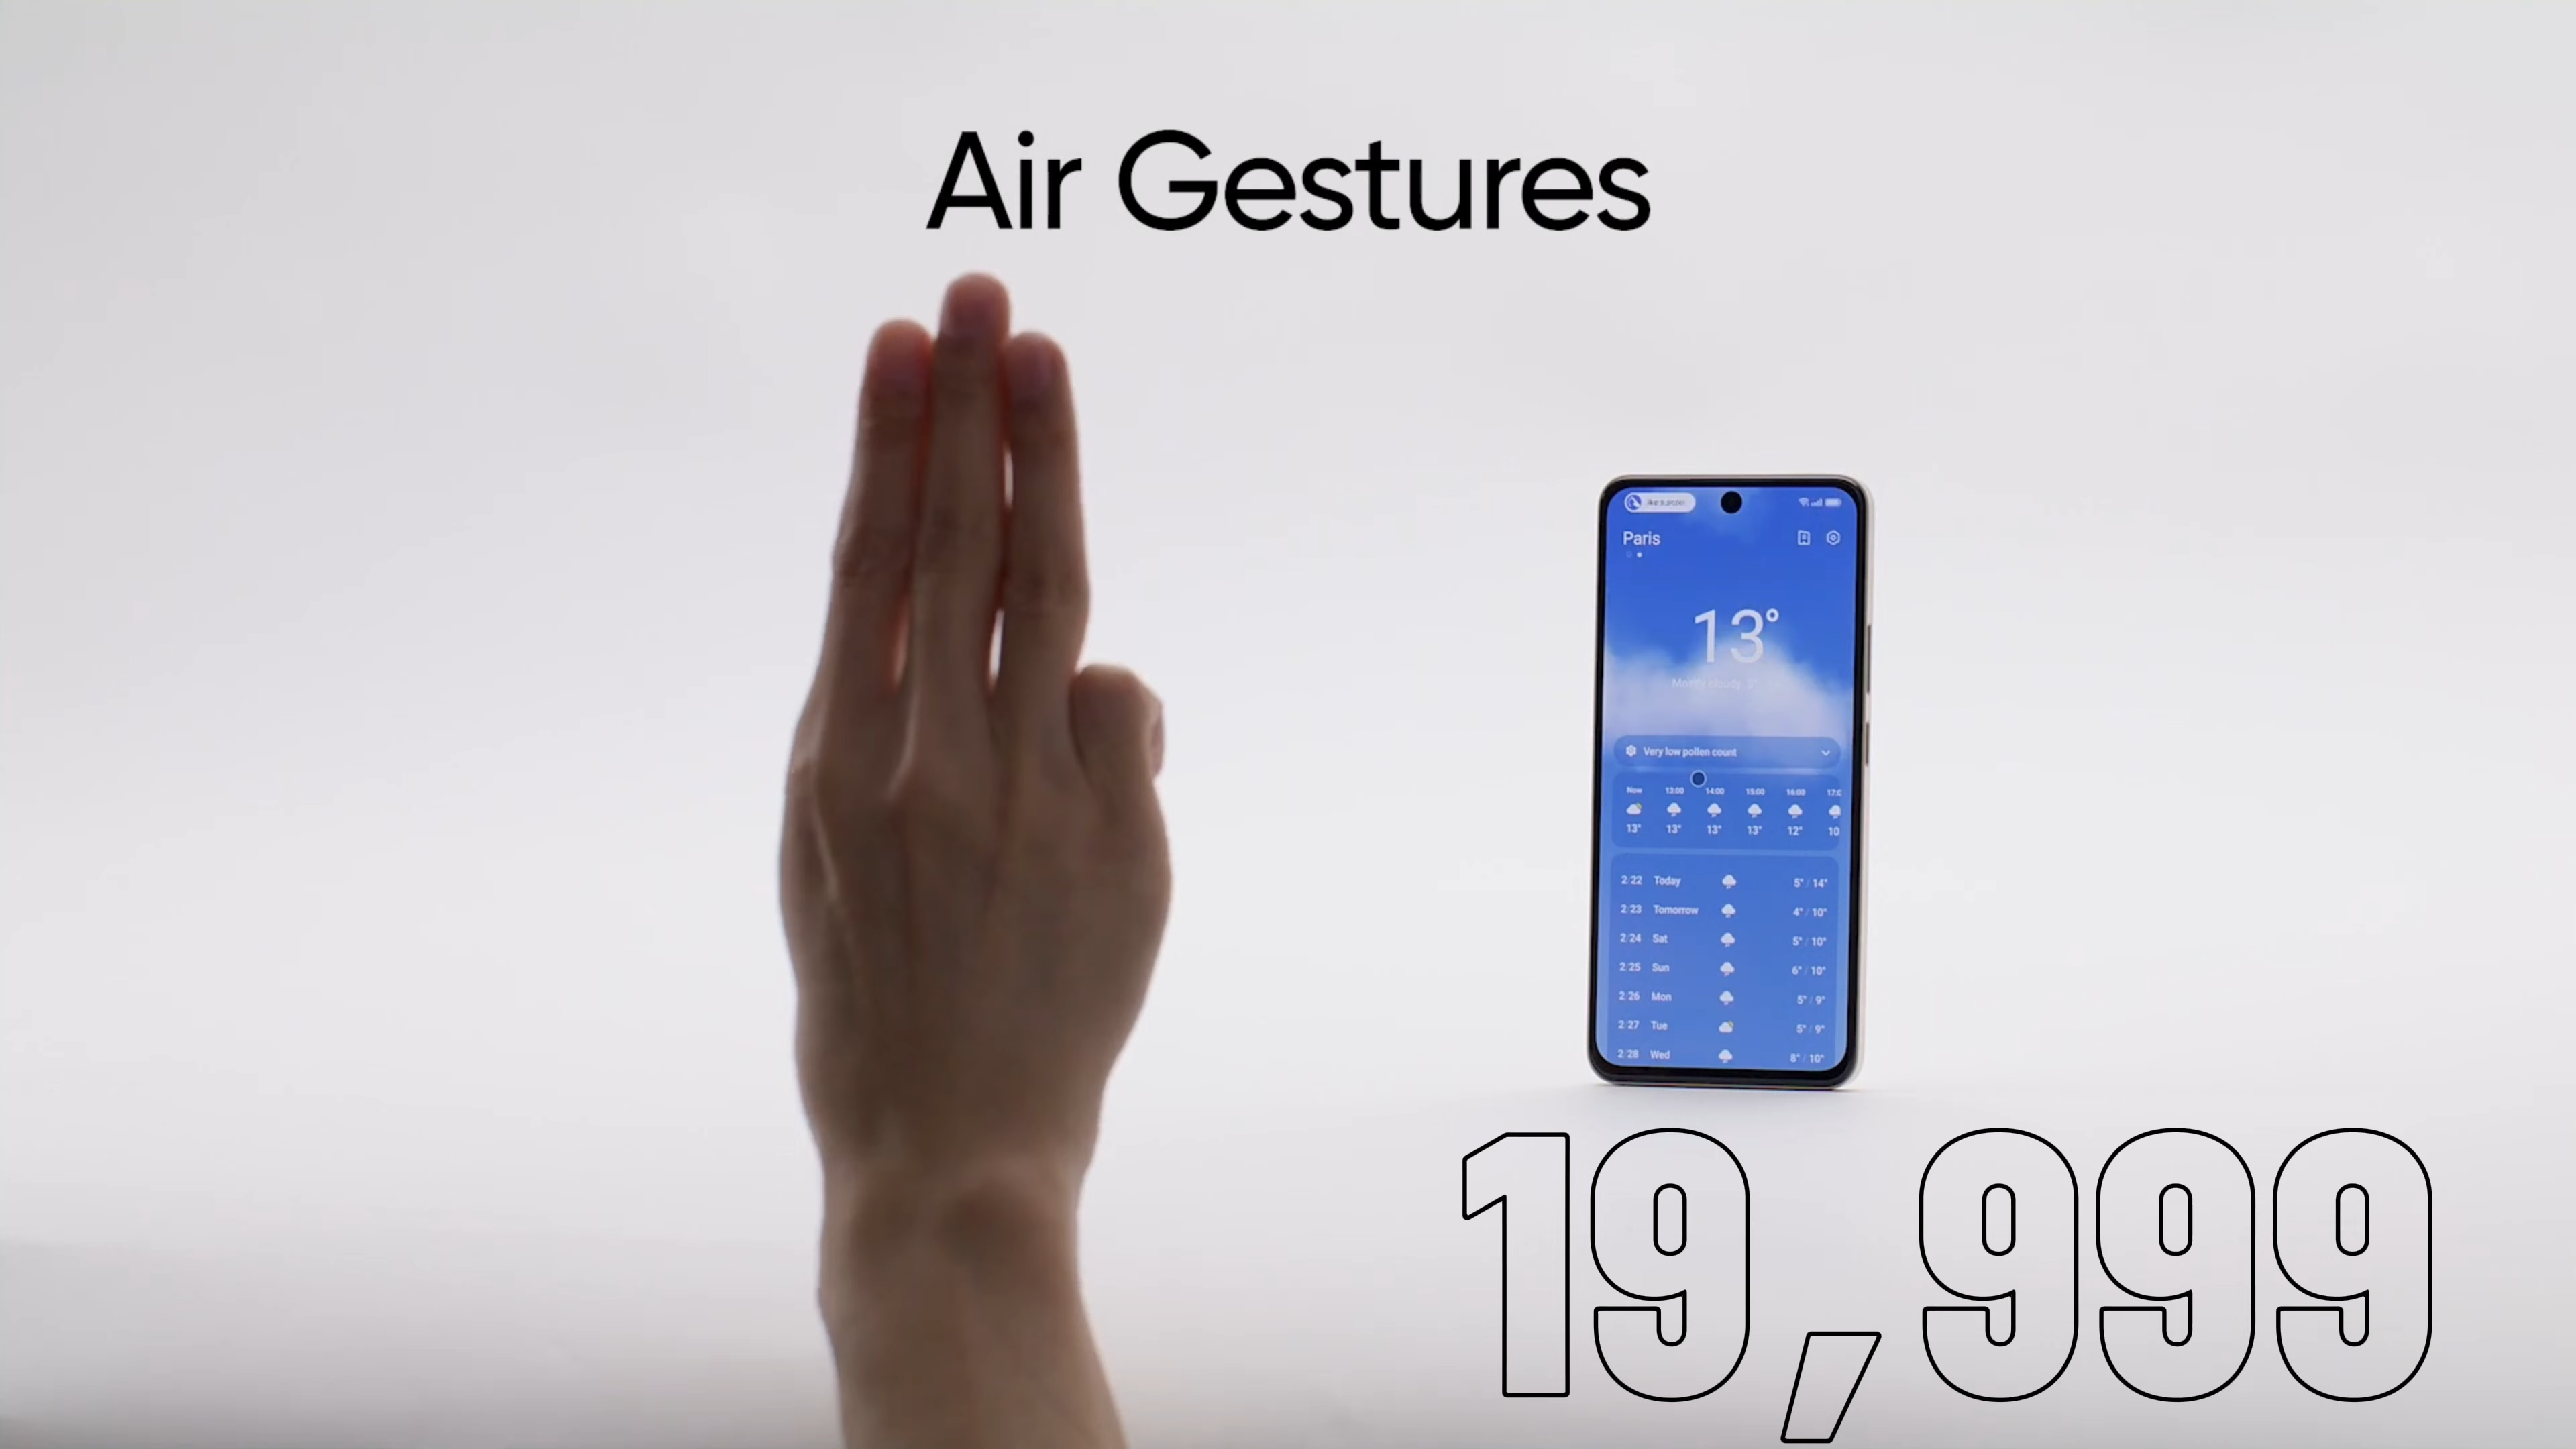 Air Gestures
Paris
13°
Mostly cloudy
Very low pollen count
Now 13:00 14:00 15:00 16:00
13° 13° 13° 13° 12° 10
2/22 Today 5° / 14°
2/23 Tomorrow 4° / 10°
2/24 Sat 5° / 10°
2/25 Sun 6° / 10°
2/26 Mon 5° / 9°
2/27 Tue 5° / 9°
2/28 Wed 8° / 10°
19,999